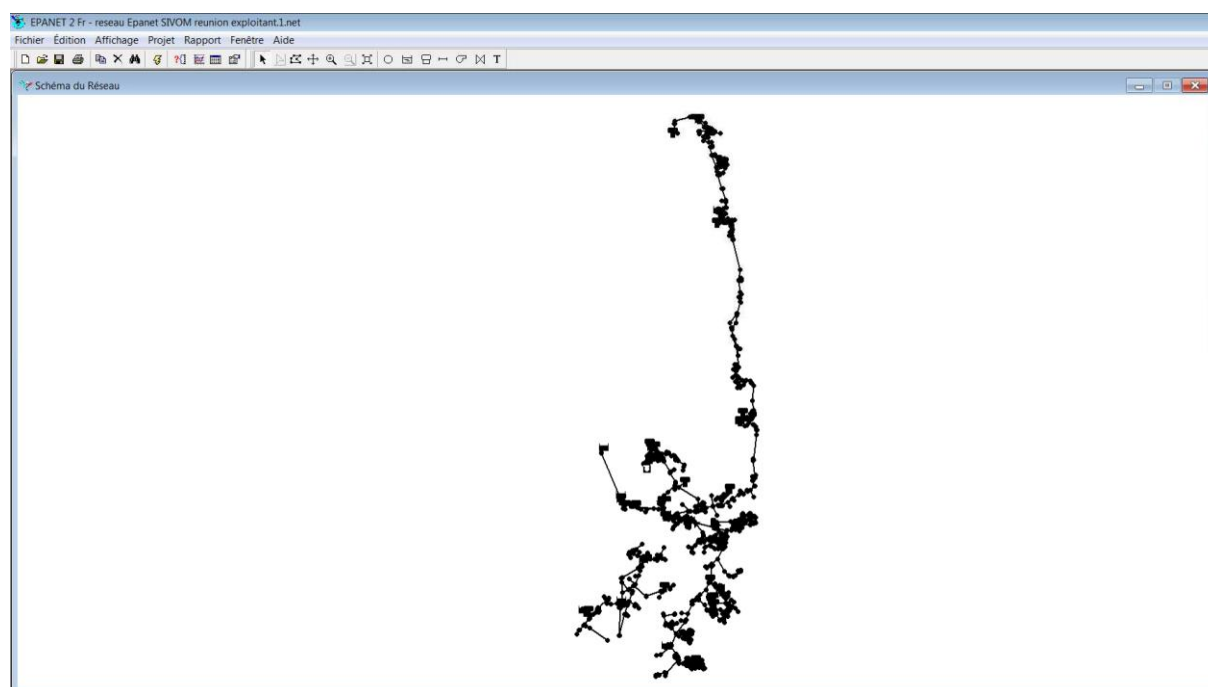 EPANET 2 Fr - reseau Epanet SIVOM reunion exploitant.1.net
Fichier Édition Affichage Projet Rapport Fenêtre Aide
T
Schéma du Réseau